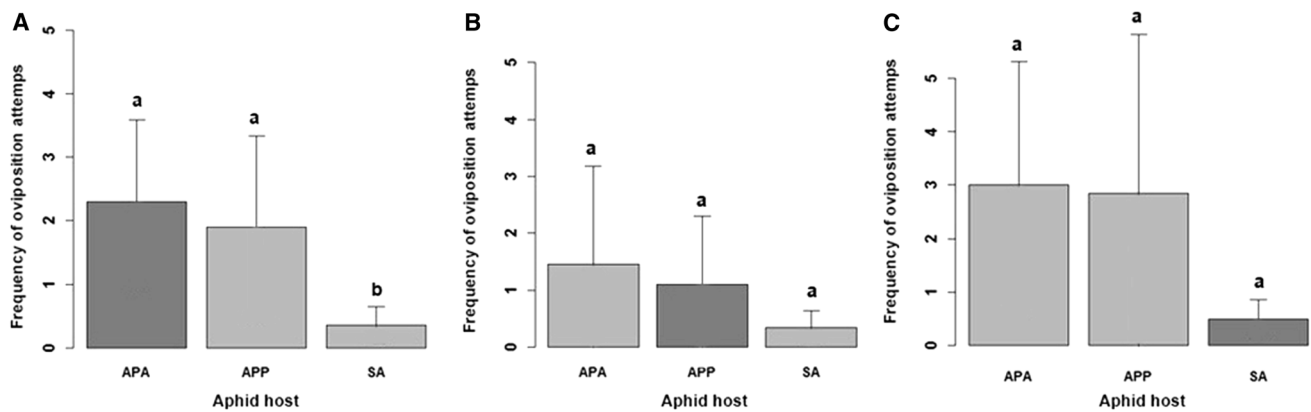 A
Frequency of oviposition attemps
5
4
3
2
1
0
a
a
b
APA APP SA
Aphid host
B
Frequency of oviposition attemps
5
4
3
2
1
0
a
a
a
APA APP SA
Aphid host
C
Frequency of oviposition attemps
5
4
3
2
1
0
a
a
a
APA APP SA
Aphid host